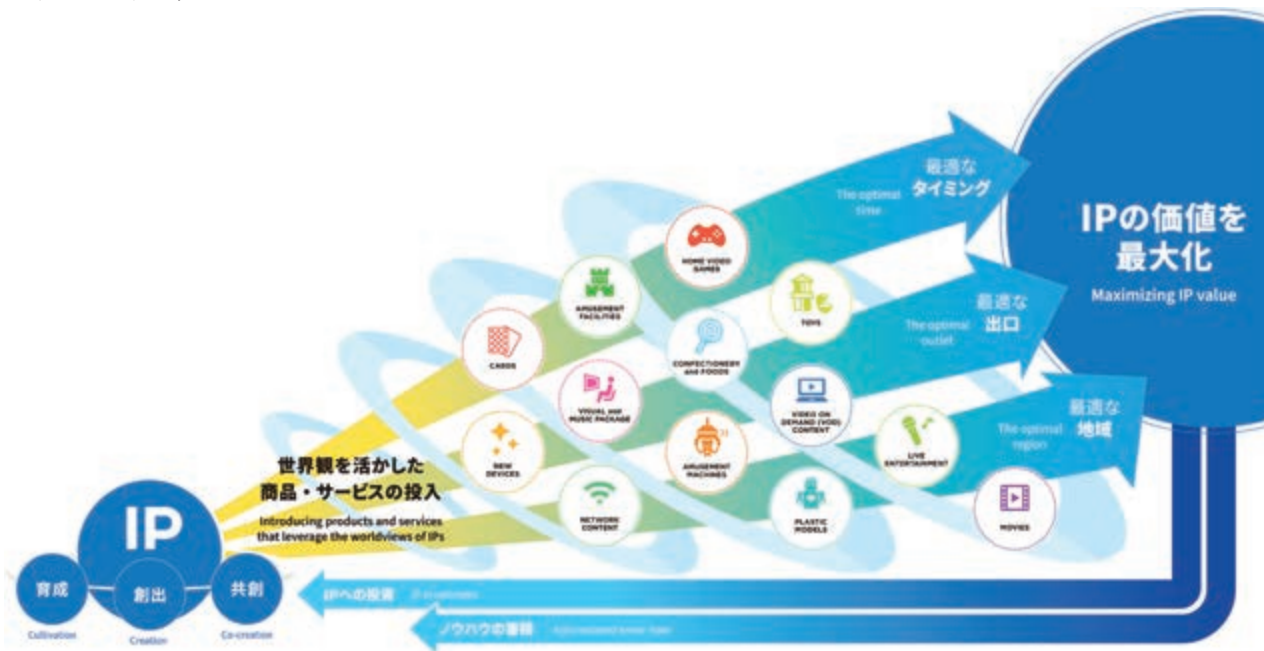 最適な
タイミング
The optimal
time
IPの価値を
最大化
Maximizing IP value
最適な
出口
The optimal
outlet
最適な
地域
The optimal
region
HOME VIDEO
GAMES
AMUSEMENT
FACILITIES
TOYS
CARDS
CONFECTIONERY
and FOODS
VISUAL and
MUSIC PACKAGE
VIDEO ON
DEMAND (VOD)
CONTENT
NEW
DEVICES
AMUSEMENT
MACHINES
LIVE
ENTERTAINMENT
NETWORK
CONTENT
PLASTIC
MODELS
MOVIES
世界観を活かした
商品・サービスの投入
Introducing products and services
that leverage the worldviews of IPs
IP
育成
創出
共創
Cultivation
Creation
Co-creation
IPへの投資
ノウハウの蓄積